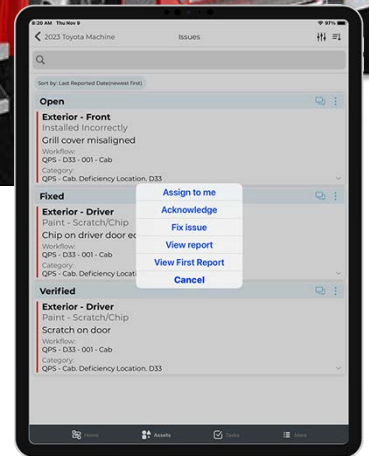 8:20 AM Thu Nov 9
97%
2023 Toyota Machine
Issues
Sort by: Last Reported Date(newest first)
Open
Exterior - Front
Installed Incorrectly
Grill cover misaligned
Workflow:
QPS - D33 - 001 - Cab
Category:
QPS - Cab. Deficiency Location. D33
Fixed
Exterior - Driver
Paint - Scratch/Chip
Chip on driver door
Workflow:
QPS - D33 - 001 - Cab
Category:
QPS - Cab. Deficiency
Assign to me
Acknowledge
Fix issue
View report
View First Report
Cancel
Verified
Exterior - Driver
Paint - Scratch/Chip
Scratch on door
Workflow:
QPS - D33 - 001 - Cab
Category:
QPS - Cab. Deficiency Location. D33
Home
Assets
Tasks
More